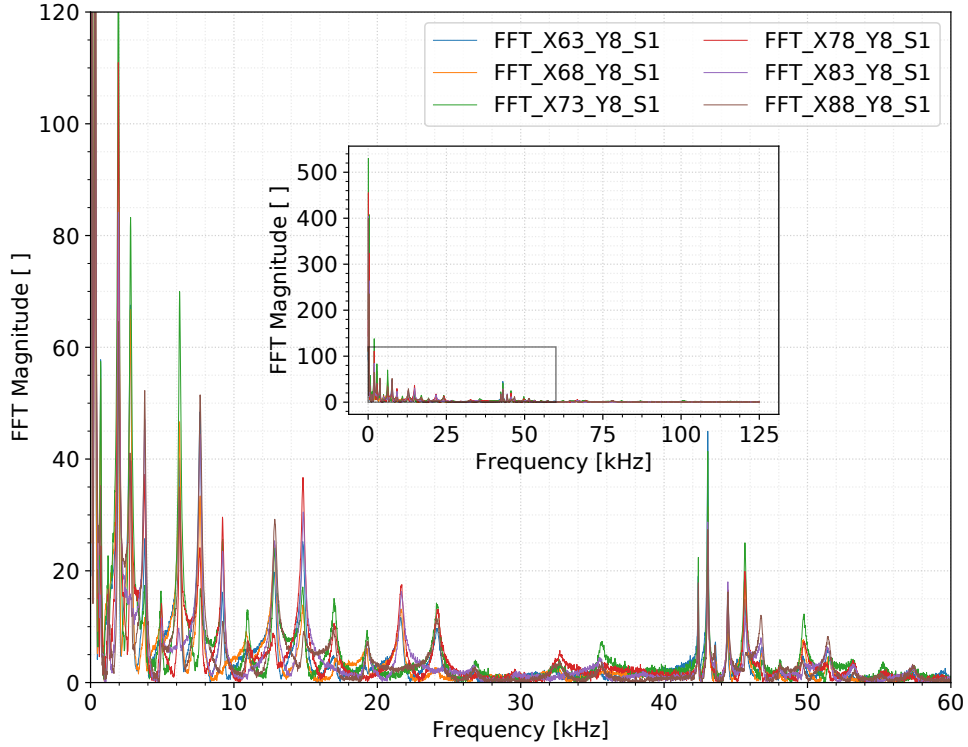 120
100
80
60
40
20
0
FFT Magnitude [ ]
0
10
20
30
40
50
60
Frequency [kHz]
FFT_X63_Y8_S1
FFT_X68_Y8_S1
FFT_X73_Y8_S1
FFT_X78_Y8_S1
FFT_X83_Y8_S1
FFT_X88_Y8_S1
500
400
300
200
100
0
FFT Magnitude [ ]
0
25
50
75
100
125
Frequency [kHz]